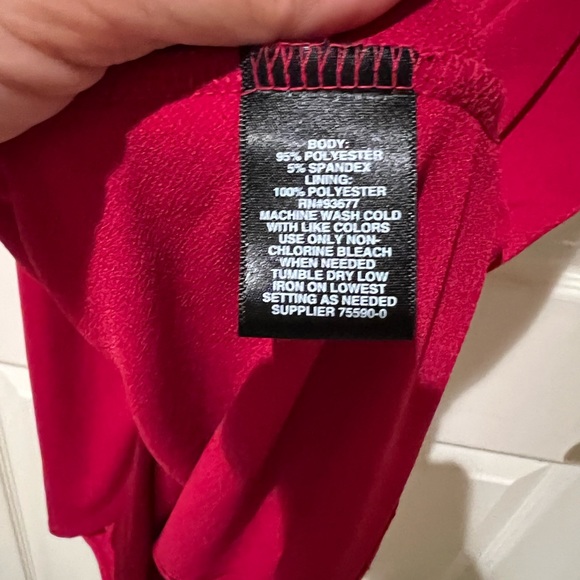 BODY:
95% POLYESTER
5% SPANDEX
LINING:
100% POLYESTER
RN#93677
MACHINE WASH COLD
WITH LIKE COLORS
USE ONLY NON-
CHLORINE BLEACH
WHEN NEEDED
TUMBLE DRY LOW
IRON ON LOWEST
SETTING AS NEEDED
SUPPLIER 75590-0